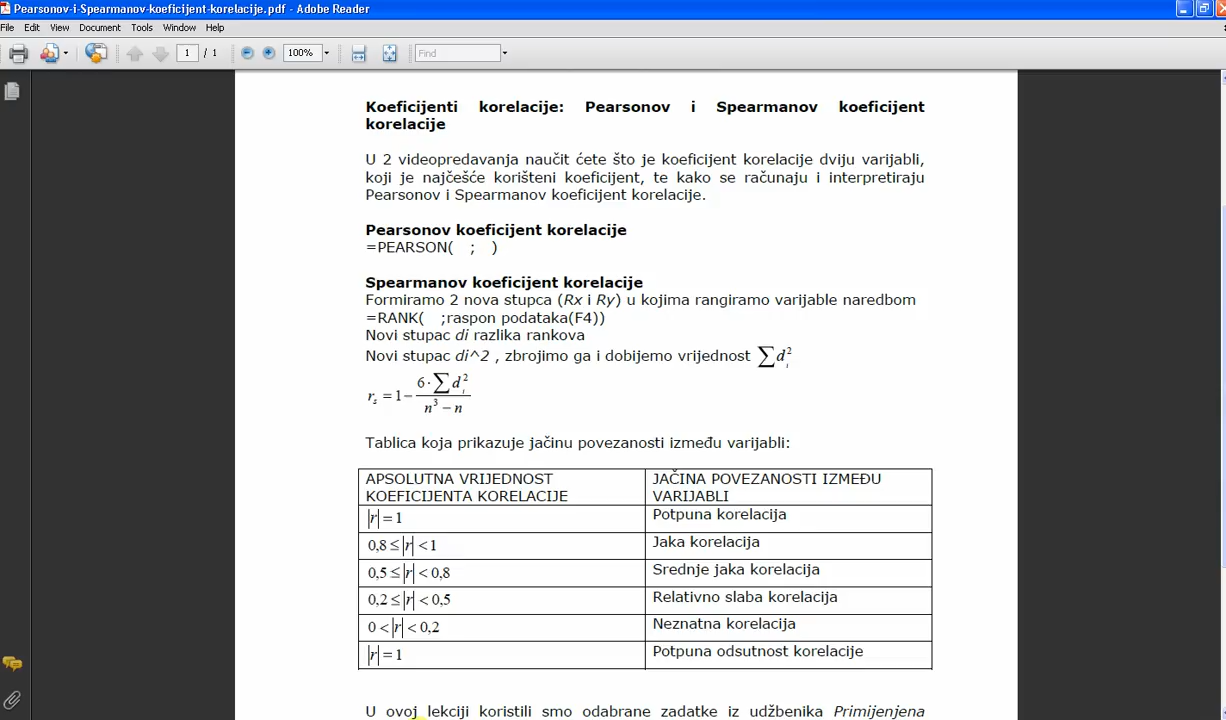 Pearsonov-i-Spearmanov-koeficijent-korelacije.pdf - Adobe Reader
File Edit View Document Tools Window Help
1 / 1 100% Find
Koeficijenti korelacije: Pearsonov i Spearmanov koeficijent
korelacije
U 2 videopredavanja naučit ćete što je koeficijent korelacije dviju varijabli,
koji je najčešće korišteni koeficijent, te kako se računaju i interpretiraju
Pearsonov i Spearmanov koeficijent korelacije.
Pearsonov koeficijent korelacije
=PEARSON( ; )
Spearmanov koeficijent korelacije
Formiramo 2 nova stupca (Rx i Ry) u kojima rangiramo varijable naredbom
=RANK( ;raspon podataka(F4))
Novi stupac di razlika rankova
Novi stupac di^2 , zbrojimo ga i dobijemo vrijednost ∑dᵢ²
rₛ = 1 − (6·∑dᵢ²)/(n³ − n)
Tablica koja prikazuje jačinu povezanosti između varijabli:
APSOLUTNA VRIJEDNOST KOEFICIJENTA KORELACIJE JAČINA POVEZANOSTI IZMEĐU VARIJABLI
|r| = 1 Potpuna korelacija
0,8 ≤ |r| < 1 Jaka korelacija
0,5 ≤ |r| < 0,8 Srednje jaka korelacija
0,2 ≤ |r| < 0,5 Relativno slaba korelacija
0 < |r| < 0,2 Neznatna korelacija
|r| = 1 Potpuna odsutnost korelacije
U ovoj lekciji koristili smo odabrane zadatke iz udžbenika Primijenjena